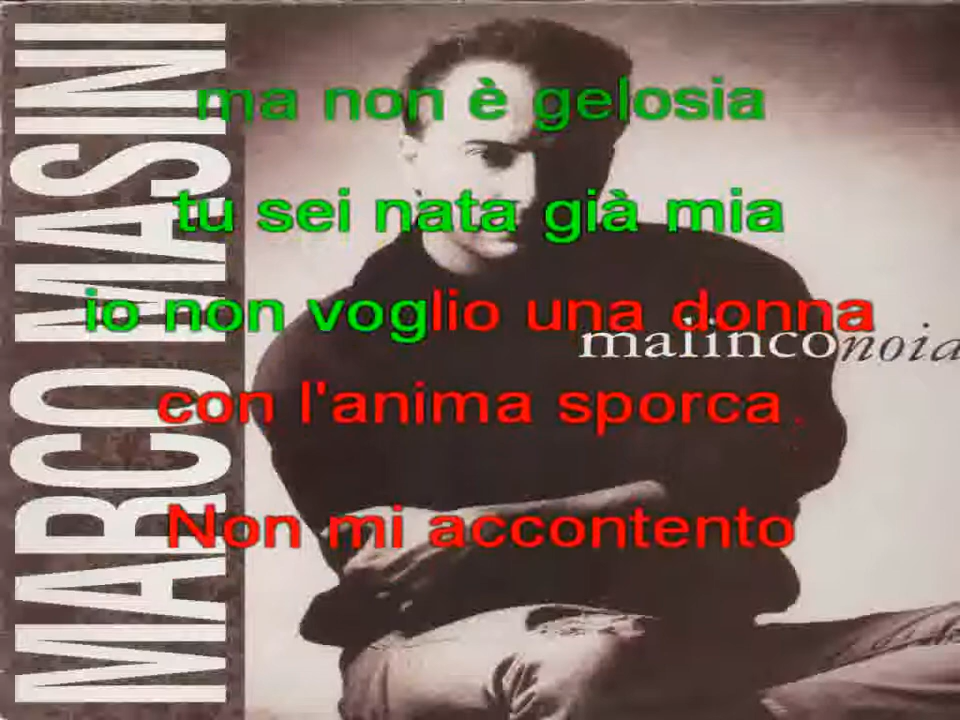 MARCO MASINI
ma non è gelosia
tu sei nata già mia
io non voglio una donna
malinconoia
con l'anima sporca
Non mi accontento